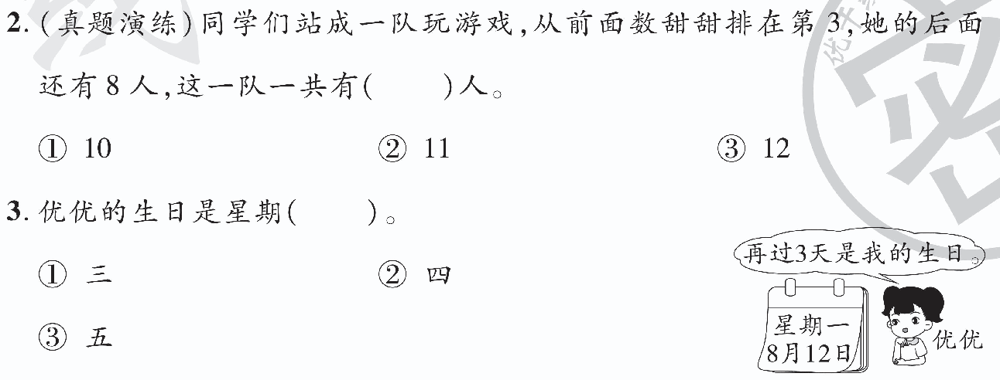 2. (真题演练)同学们站成一队玩游戏,从前面数甜甜排在第 3,她的后面
还有 8 人,这一队一共有(　　)人。
① 10　② 11　③ 12
3. 优优的生日是星期(　　)。
再过3天是我的生日。
① 三　② 四
星期一
8月12日
优优
③ 五
密